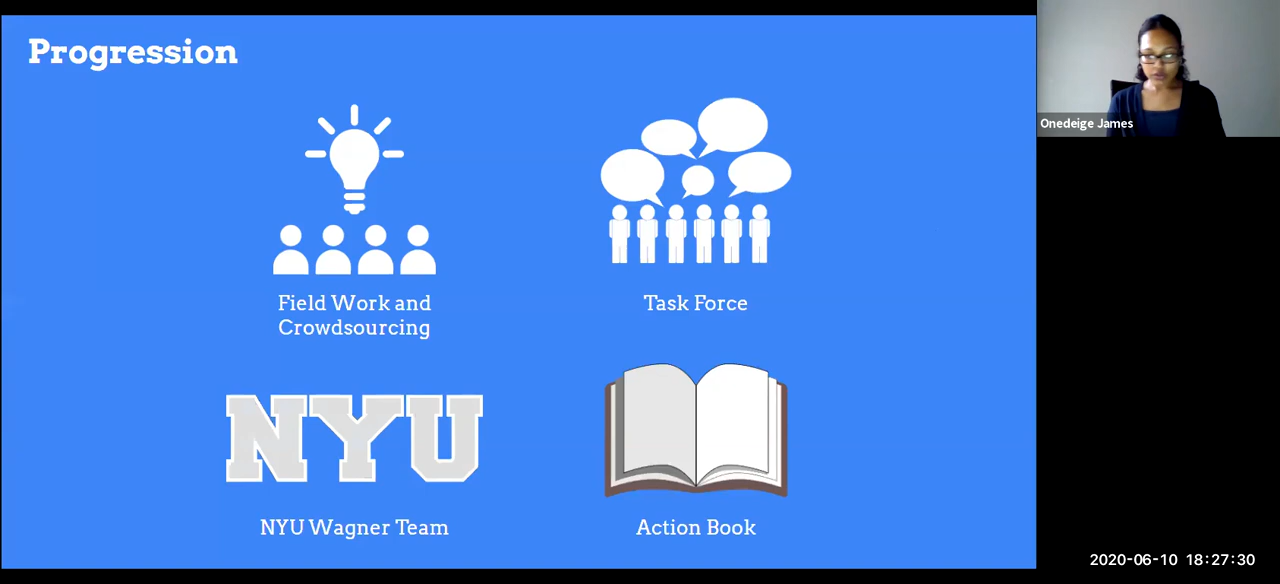 Progression
Onedeige James
Field Work and
Crowdsourcing
Task Force
NYU
NYU Wagner Team
Action Book
2020-06-10 18:27:30